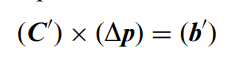 (C′) × (Δp) = (b′)